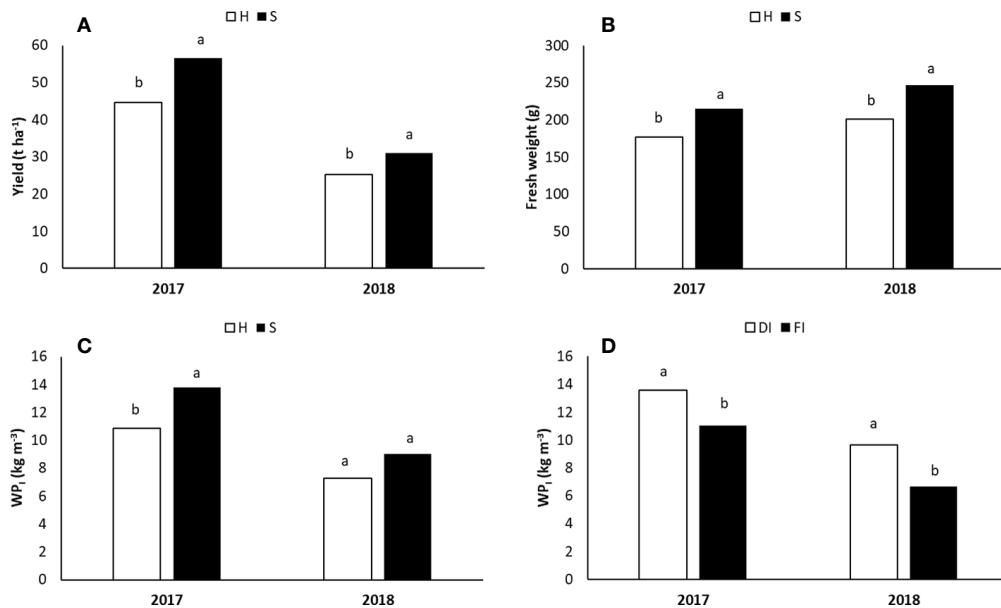 A
H S
Yield (t ha⁻¹)
60
50
40
30
20
10
0
b
a
b
a
2017 2018
B
H S
Fresh weight (g)
300
250
200
150
100
50
0
b
a
b
a
2017 2018
C
H S
WPI (kg m⁻³)
16
14
12
10
8
6
4
2
0
b
a
a
a
2017 2018
D
DI FI
WPI (kg m⁻³)
16
14
12
10
8
6
4
2
0
a
b
a
b
2017 2018